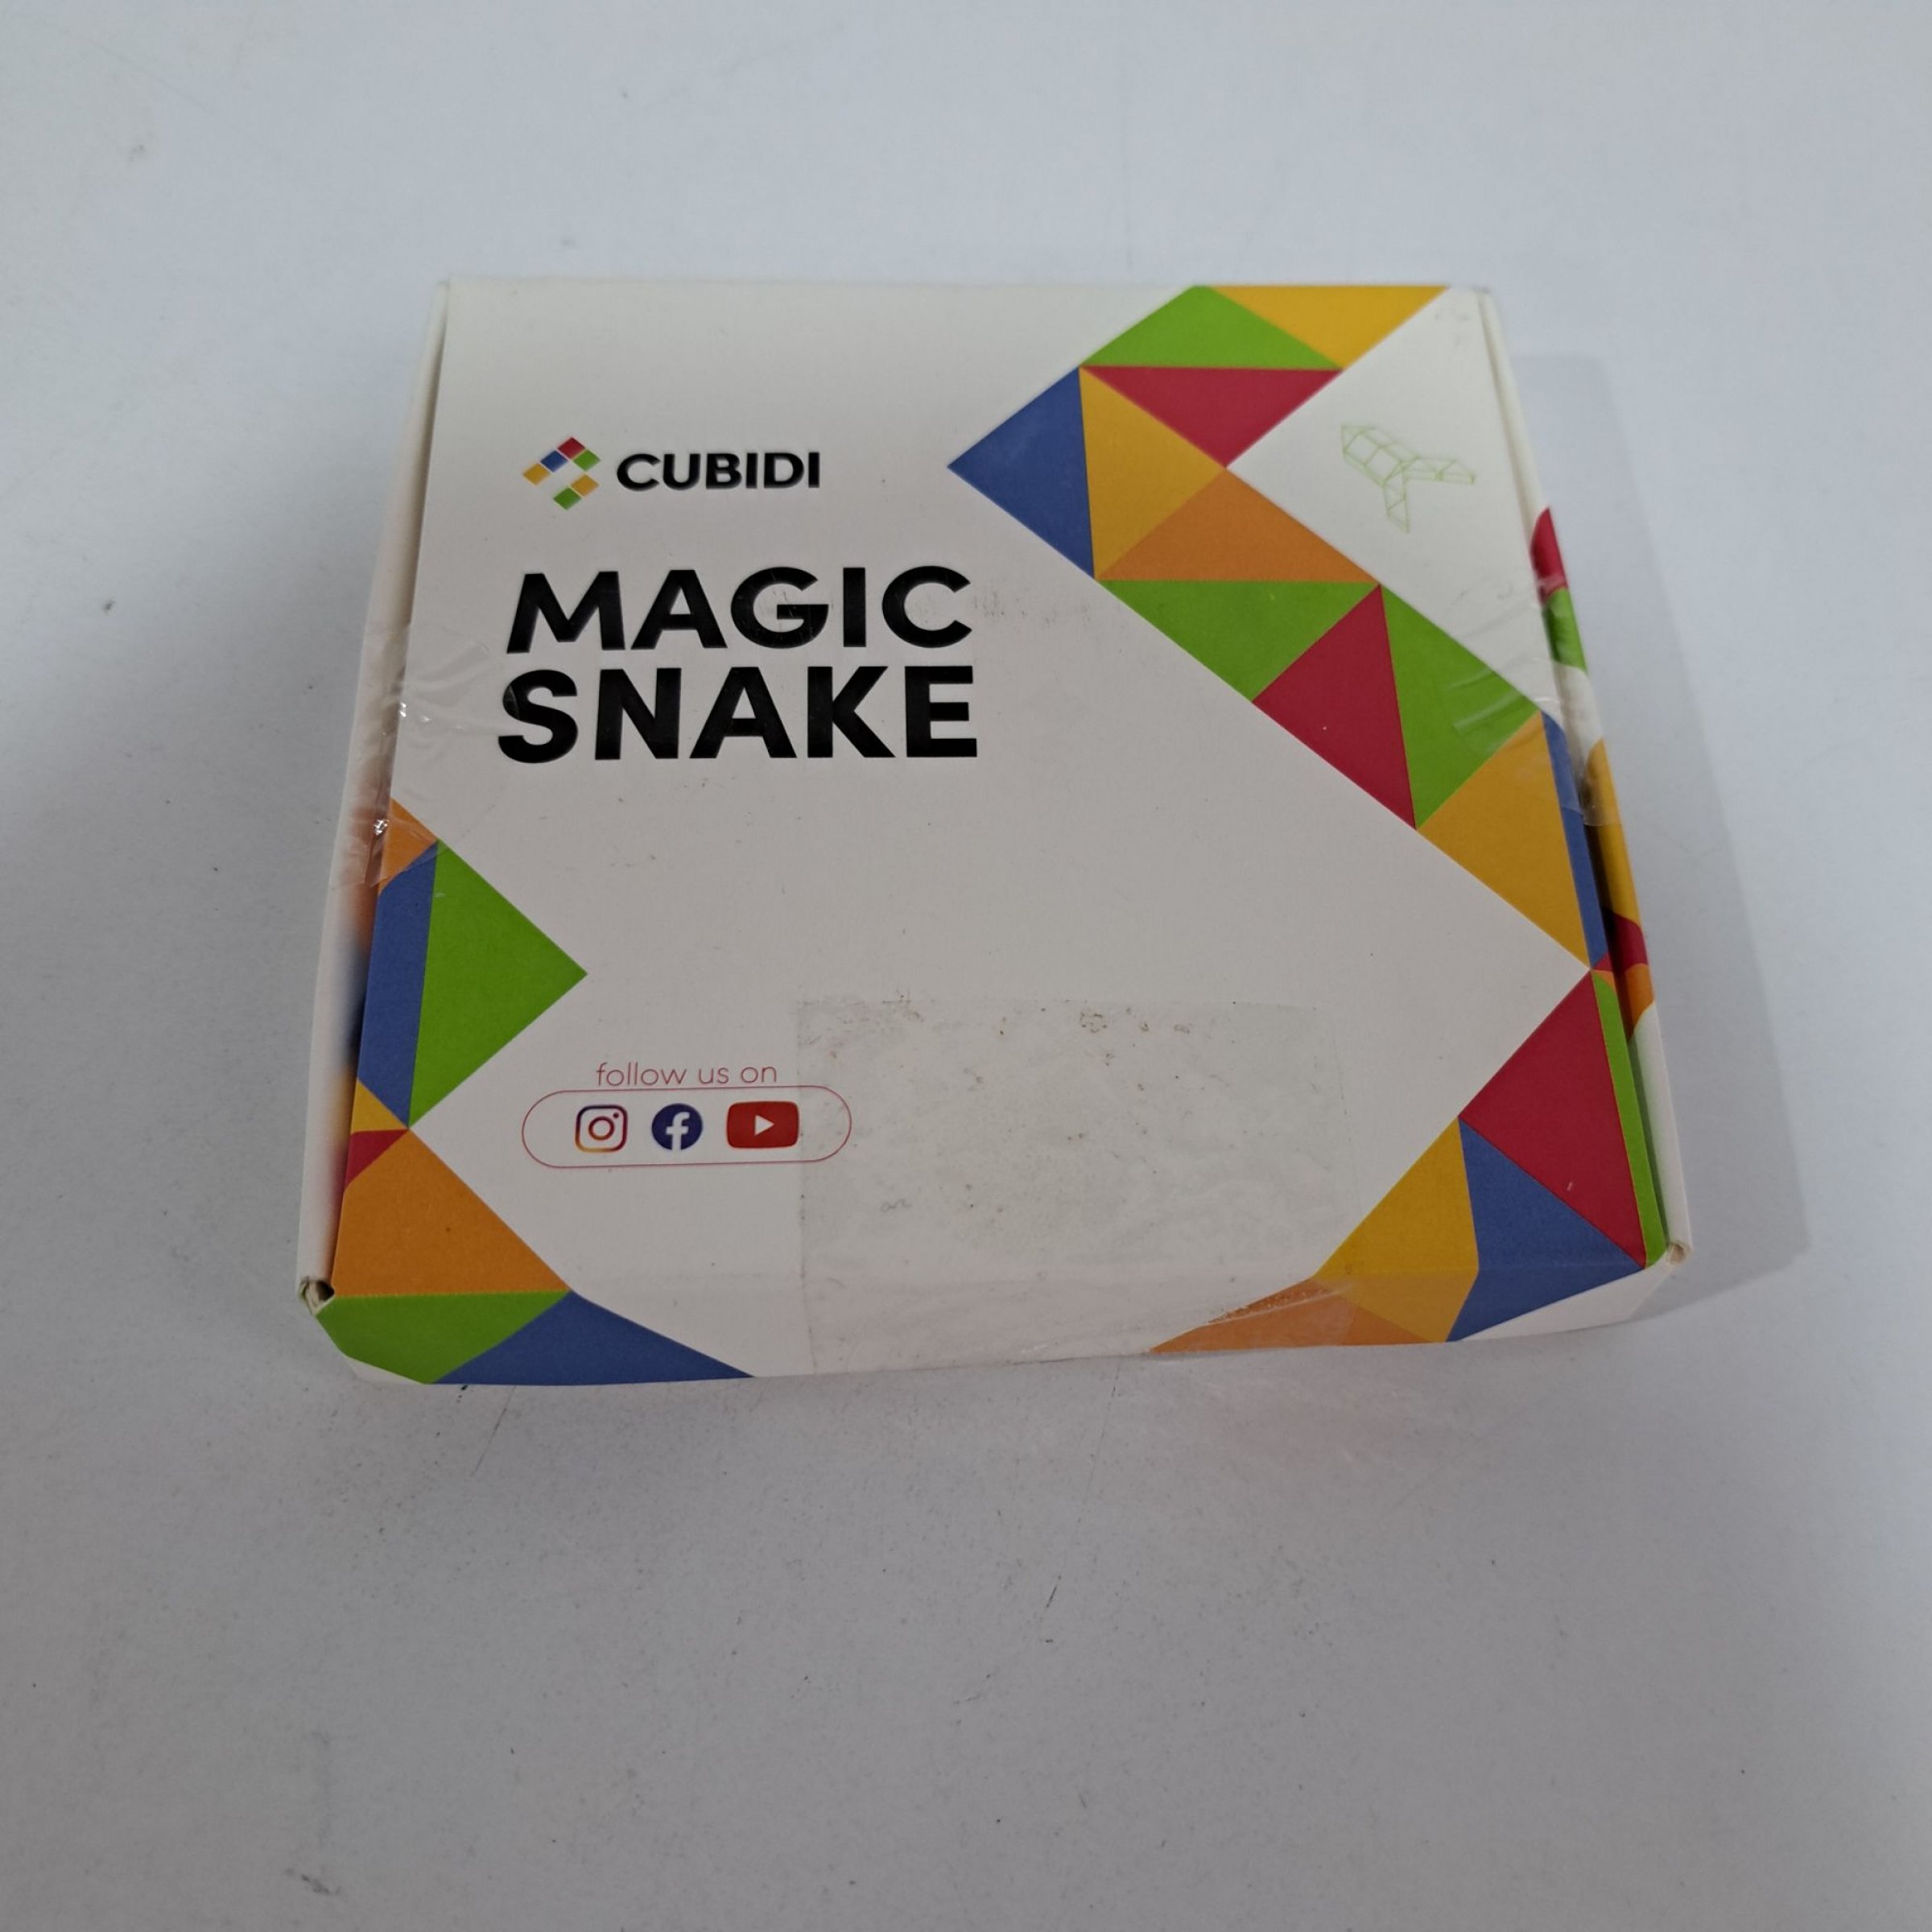 CUBIDI
MAGIC
SNAKE
follow us on